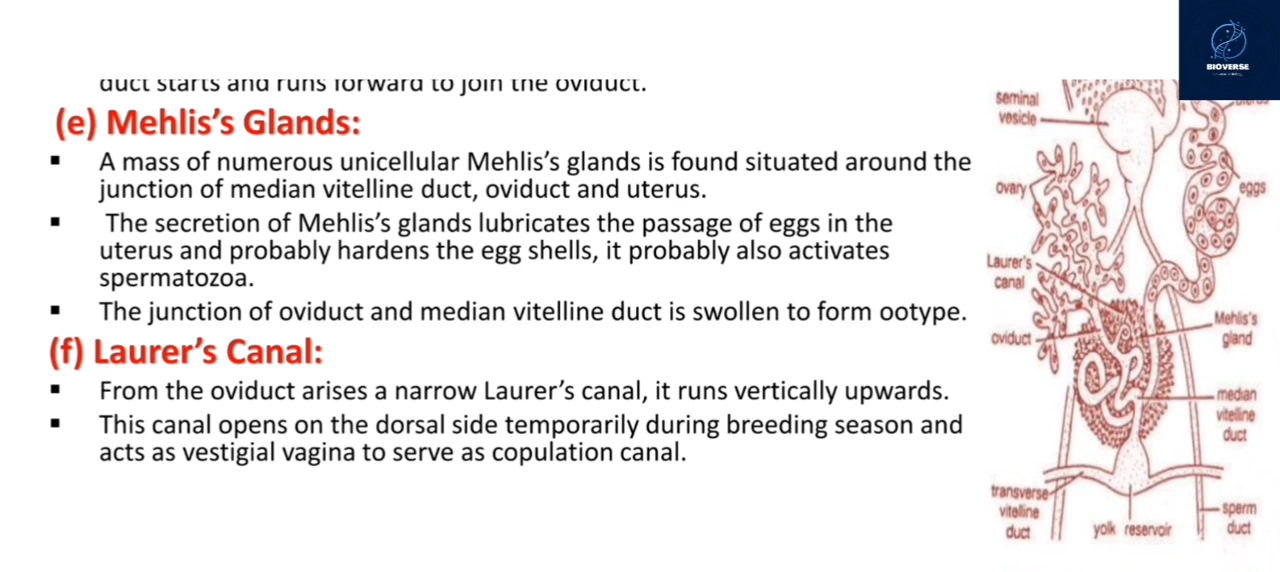 BIOVERSE
duct starts and runs forward to join the oviduct.
(e) Mehlis's Glands:
▪ A mass of numerous unicellular Mehlis's glands is found situated around the
junction of median vitelline duct, oviduct and uterus.
▪ The secretion of Mehlis's glands lubricates the passage of eggs in the
uterus and probably hardens the egg shells, it probably also activates
spermatozoa.
▪ The junction of oviduct and median vitelline duct is swollen to form ootype.
(f) Laurer's Canal:
▪ From the oviduct arises a narrow Laurer's canal, it runs vertically upwards.
▪ This canal opens on the dorsal side temporarily during breeding season and
acts as vestigial vagina to serve as copulation canal.
seminal
vesicle
ovary
eggs
Laurer's
canal
Mehlis's
gland
oviduct
median
vitelline
duct
transverse
vitelline
duct
yolk reservoir
sperm
duct